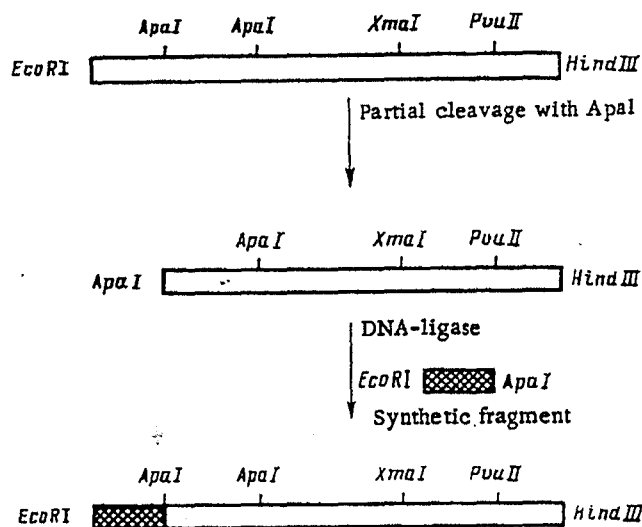 ApaI ApaI XmaI PvuII
EcoRI HindIII
Partial cleavage with ApaI
ApaI XmaI PvuII
ApaI HindIII
DNA-ligase
EcoRI ApaI
Synthetic fragment
ApaI ApaI XmaI PvuII
EcoRI HindIII